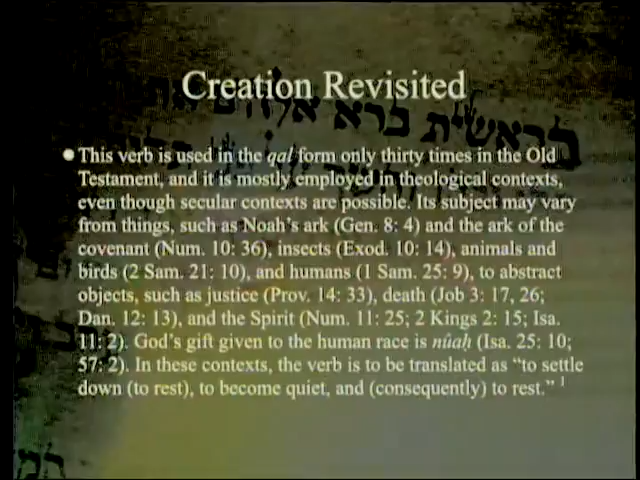 Creation Revisited
בראשית ברא אלהים את
This verb is used in the qal form only thirty times in the Old
Testament, and it is mostly employed in theological contexts,
even though secular contexts are possible. Its subject may vary
from things, such as Noah's ark (Gen. 8: 4) and the ark of the
covenant (Num. 10: 36), insects (Exod. 10: 14), animals and
birds (2 Sam. 21: 10), and humans (1 Sam. 25: 9), to abstract
objects, such as justice (Prov. 14: 33), death (Job 3: 17, 26;
Dan. 12: 13), and the Spirit (Num. 11: 25; 2 Kings 2: 15; Isa.
11: 2). God's gift given to the human race is nûaḥ (Isa. 25: 10;
57: 2). In these contexts, the verb is to be translated as “to settle
down (to rest), to become quiet, and (consequently) to rest.” 1